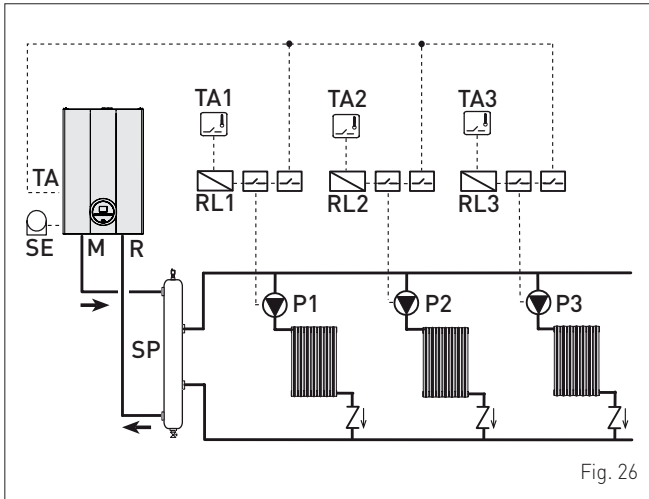 TA1 TA2 TA3
TA
RL1 RL2 RL3
SE M R
P1 P2 P3
SP
Fig. 26